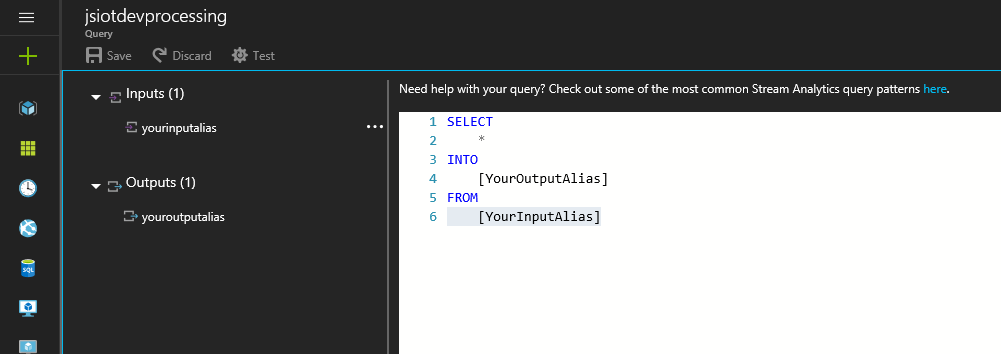 jsiotdevprocessing
Query
Save Discard Test
Inputs (1)
yourinputalias
Outputs (1)
youroutputalias
Need help with your query? Check out some of the most common Stream Analytics query patterns here.
1 SELECT
2 *
3 INTO
4 [YourOutputAlias]
5 FROM
6 [YourInputAlias]
SQL